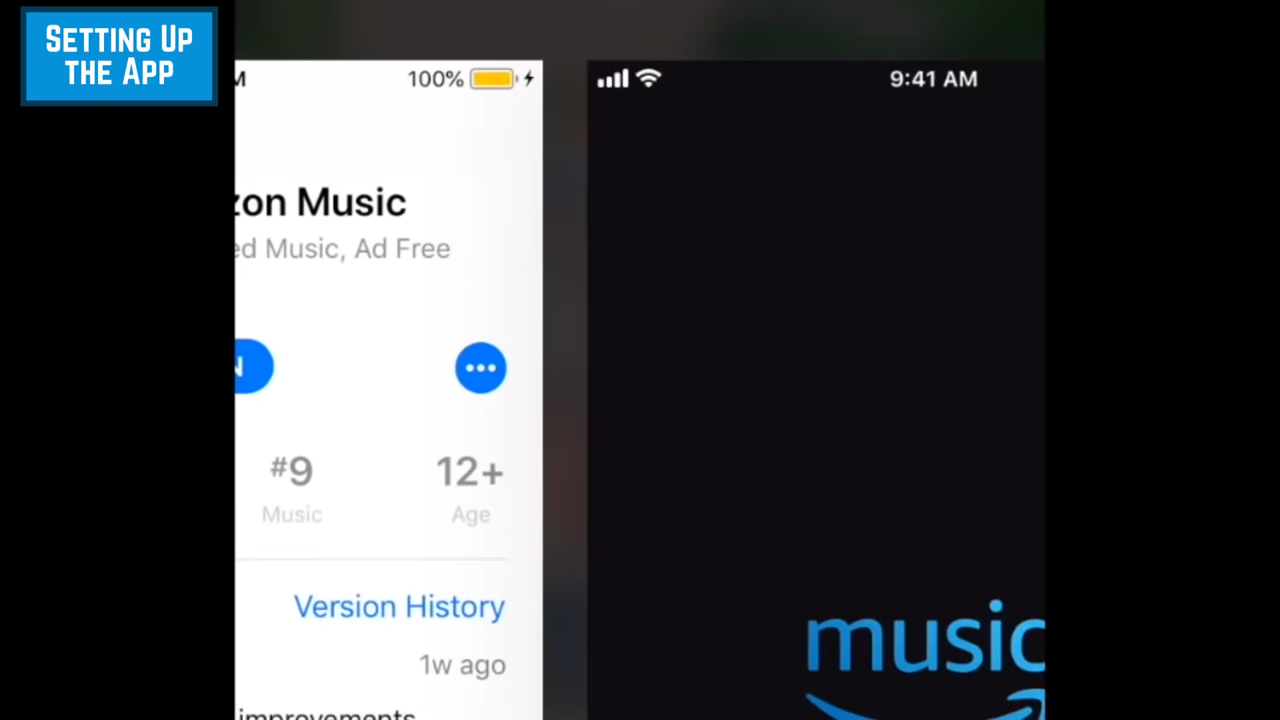 SETTING UP
THE APP
M
100%
9:41 AM
zon Music
ed Music, Ad Free
N
#9
12+
Music
Age
Version History
1w ago
improvements
music